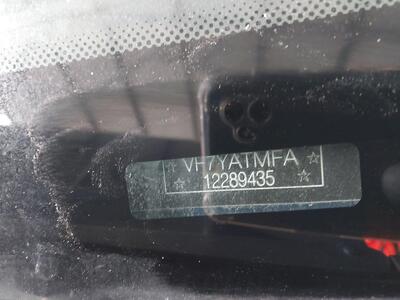 ☆ VF7YATMFA ☆
☆ 12289435 ☆